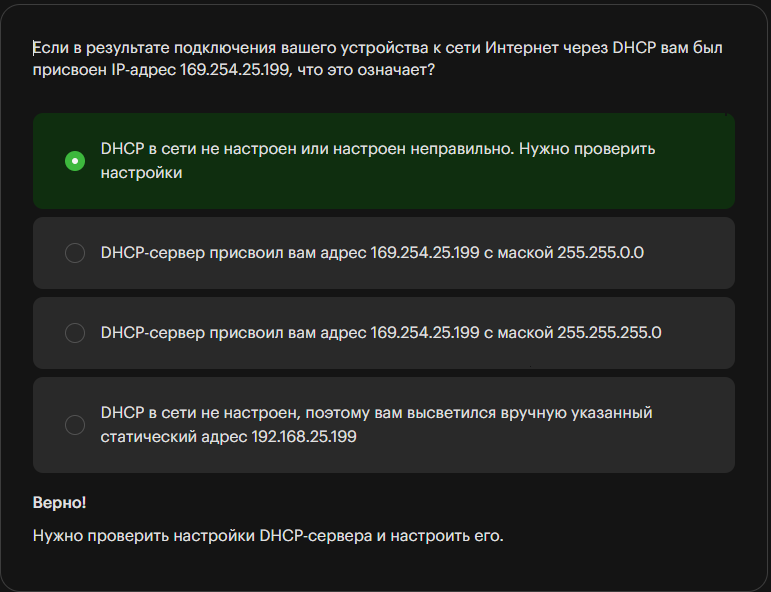 Если в результате подключения вашего устройства к сети Интернет через DHCP вам был
присвоен IP-адрес 169.254.25.199, что это означает?
DHCP в сети не настроен или настроен неправильно. Нужно проверить
настройки
DHCP-сервер присвоил вам адрес 169.254.25.199 с маской 255.255.0.0
DHCP-сервер присвоил вам адрес 169.254.25.199 с маской 255.255.255.0
DHCP в сети не настроен, поэтому вам высветился вручную указанный
статический адрес 192.168.25.199
Верно!
Нужно проверить настройки DHCP-сервера и настроить его.